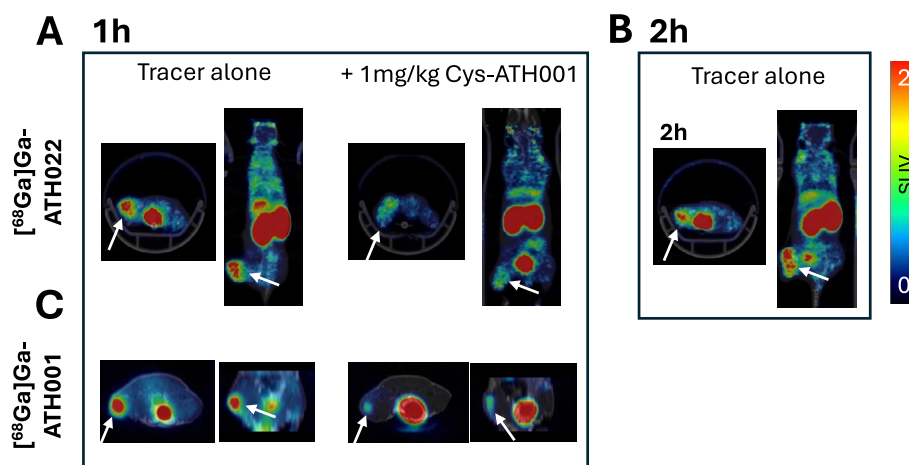 A 1h
B 2h
Tracer alone
+ 1mg/kg Cys-ATH001
Tracer alone
2h
[⁶⁸Ga]Ga-
ATH022
2
SUV
0
C
[⁶⁸Ga]Ga-
ATH001